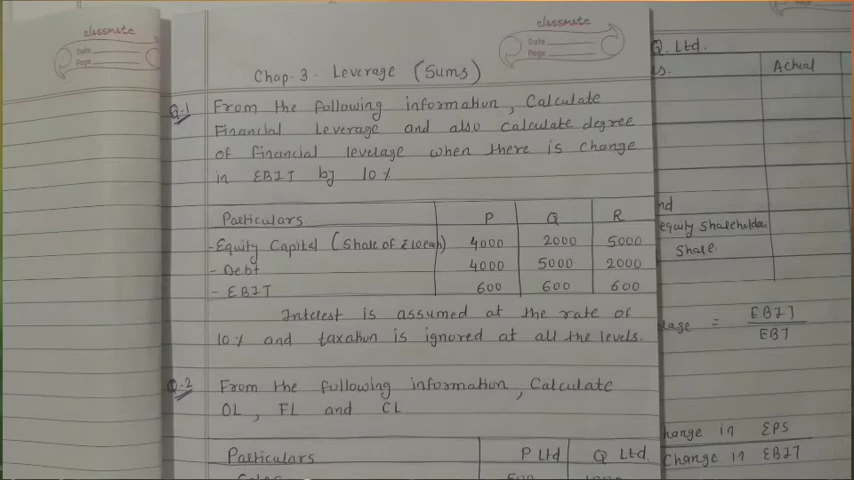 classmate
Date
Page
classmate
Date
Page
Chap-3 - Leverage (Sums)
Q.1 From the following information, Calculate
Financial Leverage and also calculate degree
of financial levelage when there is change
in EBIT by 10%
Particulars P Q R
- Equity Capital (Share of ₹10 each) 4000 2000 5000
- Debt 4000 5000 2000
- EBIT 600 600 600
Interest is assumed at the rate of
10% and taxation is ignored at all the levels.
Q.2 From the following information, Calculate
OL, FL and CL
Particulars P Ltd Q Ltd.
Q. Ltd.
Actual
equity shareholda
Share.
= EBIT
EBT
hange in EPS
Change in EBIT